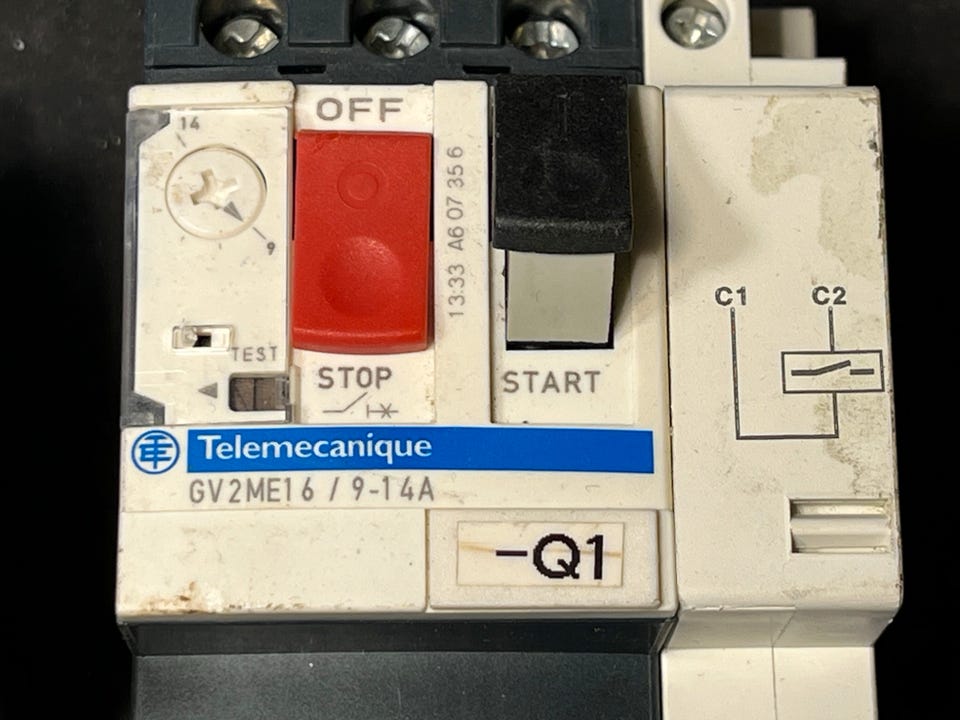 OFF
14
9
13:33 A6 07 35 6
TEST
STOP
START
C1 C2
Telemecanique
GV2ME16 / 9-14A
-Q1